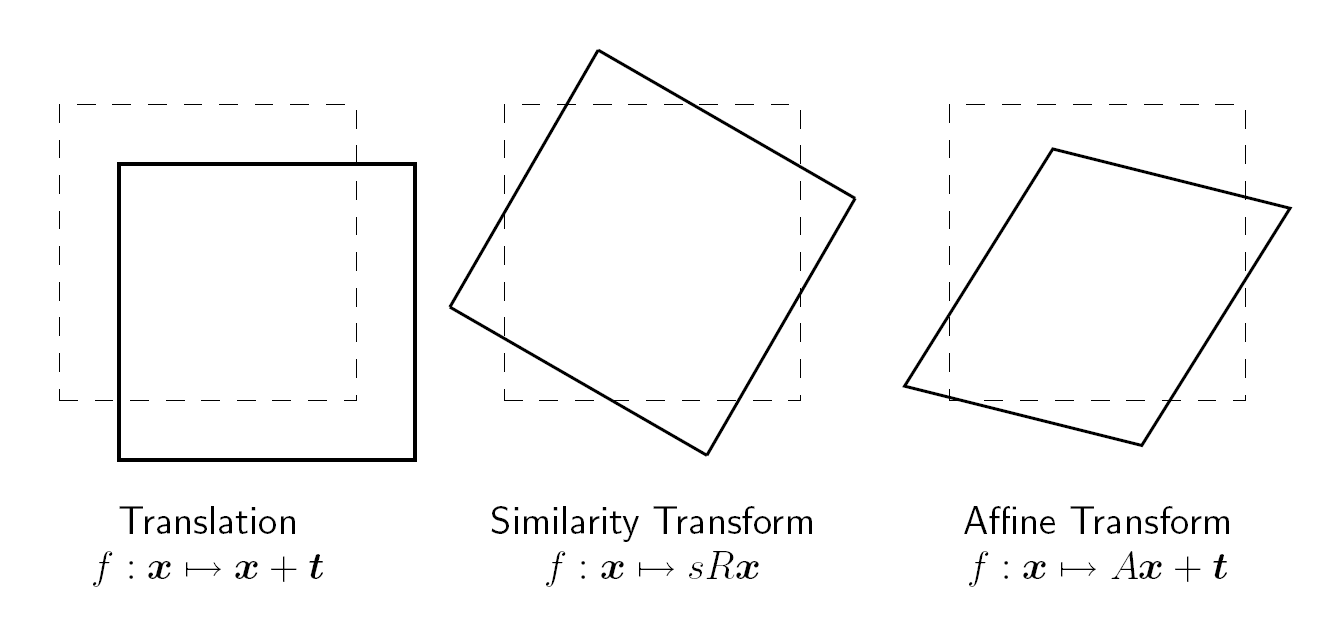 Translation
f : x ↦ x + t
Similarity Transform
f : x ↦ sRx
Affine Transform
f : x ↦ Ax + t